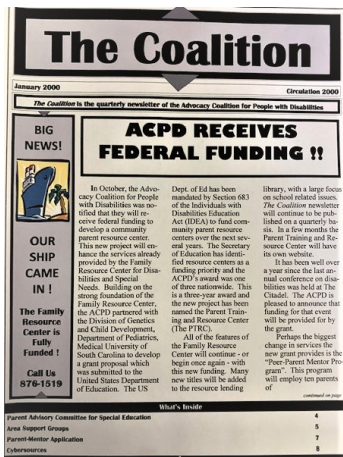 The Coalition
January 2000
Circulation 2000
The Coalition is the quarterly newsletter of the Advocacy Coalition for People with Disabilities
BIG
NEWS!
OUR
SHIP
CAME
IN !
The Family
Resource
Center is
Fully
Funded !
Call Us
876-1519
ACPD RECEIVES
FEDERAL FUNDING !!
In October, the Advo-
cacy Coalition for People
with Disabilities was no-
tified that they will re-
ceive federal funding to
develop a community
parent resource center.
This new project will en-
hance the services already
provided by the Family
Resource Center for Disa-
bilities and Special
Needs. Building on the
strong foundation of the
Family Resource Center,
the ACPD partnered with
the Division of Genetics
and Child Development,
Department of Pediatrics,
Medical University of
South Carolina to develop
a grant proposal which
was submitted to the
United States Department
of Education. The US
Dept. of Ed has been
mandated by Section 683
of the Individuals with
Disabilities Education
Act (IDEA) to fund com-
munity parent resource
centers over the next sev-
eral years. The Secretary
of Education has identi-
fied resource centers as a
funding priority and the
ACPD's award was one
of three nationwide. This
is a three-year award and
the new project has been
named the Parent Train-
ing and Resource Center
(The PTRC).
All of the features of
the Family Resource
Center will continue - or
begin once again - with
this new funding. Many
new titles will be added
to the resource lending
library, with a large focus
on school related issues.
The Coalition newsletter
will continue to be pub-
lished on a quarterly ba-
sis. In a few months the
Parent Training and Re-
source Center will have
its own website.
It has been well over
a year since the last an-
nual conference on disa-
bilities was held at The
Citadel. The ACPD is
pleased to announce that
funding for that event
will be provided for by
the grant.
Perhaps the biggest
change in services the
new grant provides is the
"Peer-Parent Mentor Pro-
gram". This program
will employ ten parents
of
continued on page
What's Inside
Parent Advisory Committee for Special Education 4
Area Support Groups 5
Parent-Mentor Application 7
Cybersources 8